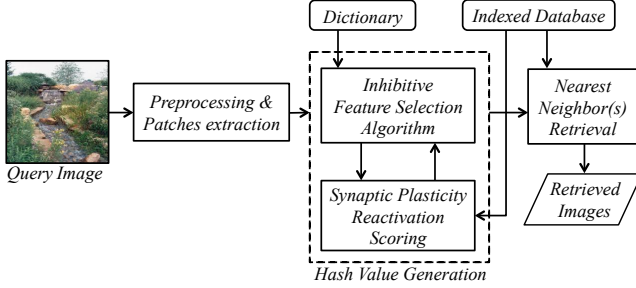 Dictionary
Indexed Database
Query Image
Preprocessing &
Patches extraction
Inhibitive
Feature Selection
Algorithm
Synaptic Plasticity
Reactivation
Scoring
Hash Value Generation
Nearest
Neighbor(s)
Retrieval
Retrieved
Images